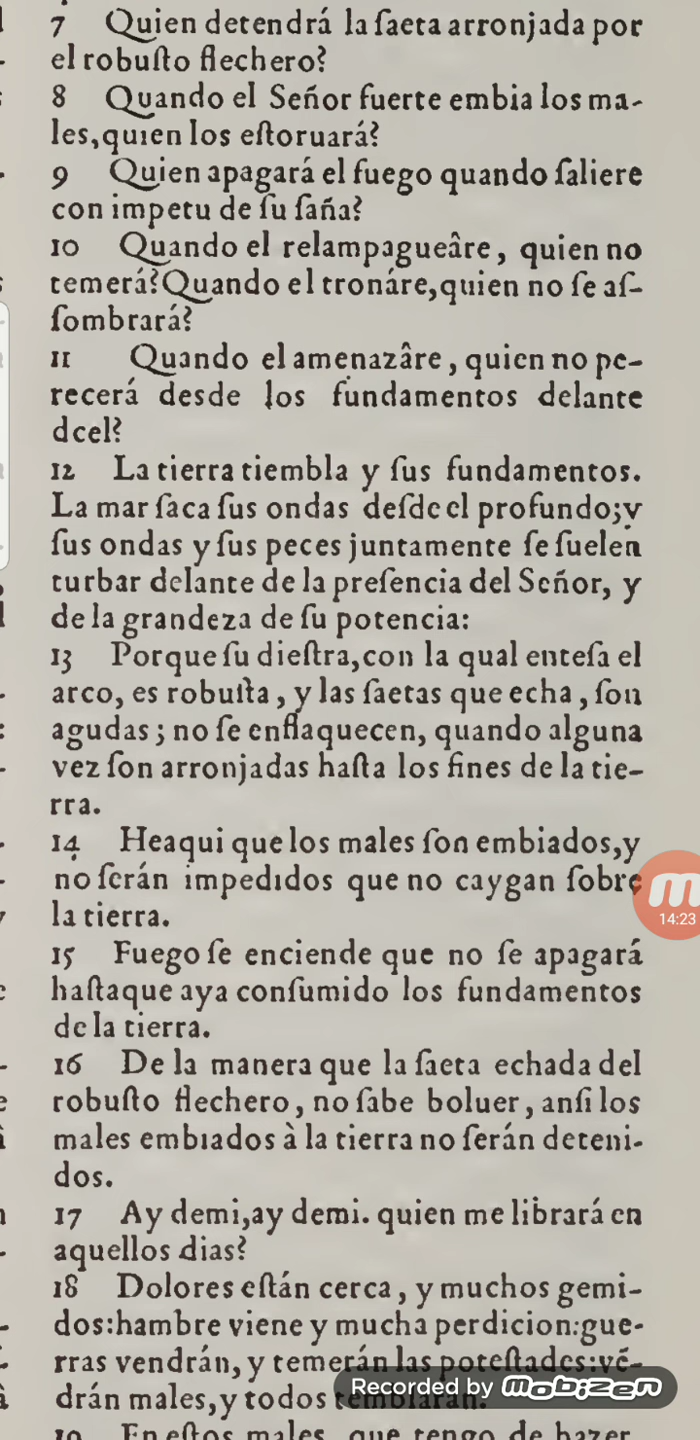 7 Quien detendrá la ſaeta arronjada por
el robuſto flechero?
8 Quando el Señor fuerte embia los ma-
les,quien los eſtoruará?
9 Quien apagará el fuego quando ſaliere
con impetu de ſu ſaña?
10 Quando el relampagueâre, quien no
temerá?Quando el tronáre,quien no ſe aſ-
ſombrará?
11 Quando el amenazâre, quien no pe-
recerá desde los fundamentos delante
deel?
12 La tierra tiembla y ſus fundamentos.
La mar ſaca ſus ondas deſde el profundo;y
ſus ondas y ſus peces juntamente ſe ſuelen
turbar delante de la preſencia del Señor, y
de la grandeza de ſu potencia:
13 Porque ſu dieſtra,con la qual enteſa el
arco, es robuſta, y las ſaetas que echa, ſon
agudas; no ſe enflaquecen, quando alguna
vez ſon arronjadas haſta los fines de la tie-
rra.
14 Heaqui que los males ſon embiados,y
no ſerán impedidos que no caygan ſobre
la tierra.
15 Fuego ſe enciende que no ſe apagará
haſtaque aya conſumido los fundamentos
de la tierra.
16 De la manera que la ſaeta echada del
robuſto flechero, no ſabe boluer, anſi los
males embiados à la tierra no ſerán deteni-
dos.
17 Ay demi,ay demi. quien me librará en
aquellos dias?
18 Dolores eſtán cerca, y muchos gemi-
dos:hambre viene y mucha perdicion:gue-
rras vendrán, y temerán las poteſtades:vẽ-
drán males,y todos temblarán.
19 En eſtos males, que tengo de hazer
14:23
Recorded by mobizen